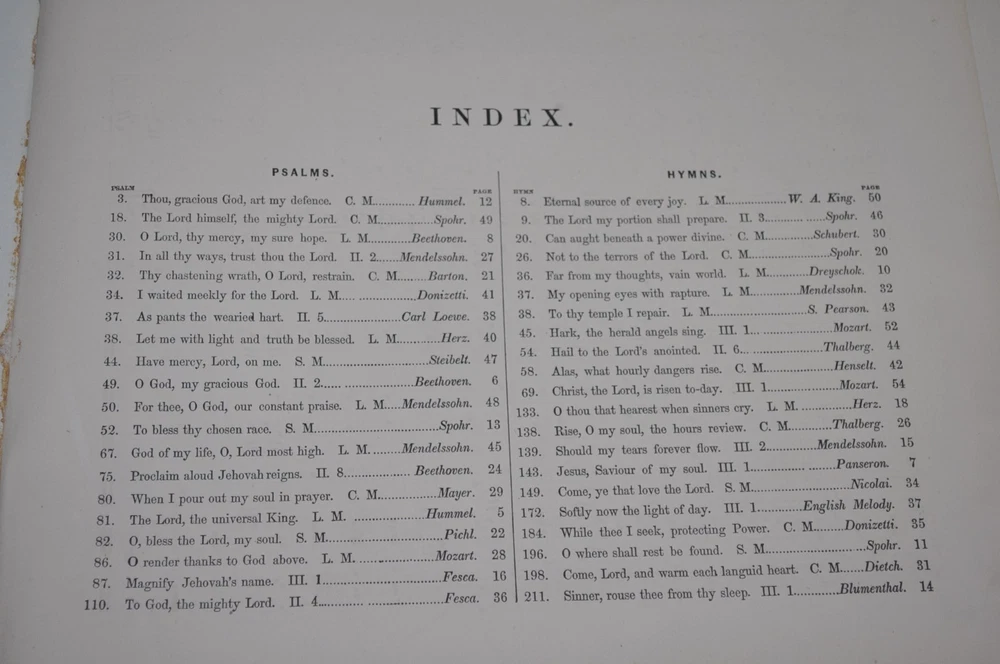 INDEX.
PSALMS.
PSALM PAGE
3. Thou, gracious God, art my defence. C. M............ Hummel. 12
18. The Lord himself, the mighty Lord. C. M................Spohr. 49
30. O Lord, thy mercy, my sure hope. L. M............Beethoven. 8
31. In all thy ways, trust thou the Lord. II. 2.......Mendelssohn. 27
32. Thy chastening wrath, O Lord, restrain. C. M........Barton. 21
34. I waited meekly for the Lord. L. M..... ................Donizetti. 41
37. As pants the wearied hart. II. 5.......................Carl Loewe. 38
38. Let me with light and truth be blessed. L. M.............Herz. 40
44. Have mercy, Lord, on me. S. M............................Steibelt. 47
49. O God, my gracious God. II. 2...... ....................Beethoven. 6
50. For thee, O God, our constant praise. L. M.....Mendelssohn. 48
52. To bless thy chosen race. S. M.................................Spohr. 13
67. God of my life, O, Lord most high. L. M.........Mendelssohn. 45
75. Proclaim aloud Jehovah reigns. II. 8....................Beethoven. 24
80. When I pour out my soul in prayer. C. M...............Mayer. 29
81. The Lord, the universal King. L. M. ...................Hummel. 5
82. O, bless the Lord, my soul. S. M...............................Pichl. 22
86. O render thanks to God above. L. M. .....................Mozart. 28
87. Magnify Jehovah's name. III. 1...............................Fesca. 16
110. To God, the mighty Lord. II. 4............ ....................Fesca. 36
HYMNS.
HYMN PAGE
8. Eternal source of every joy. L. M................... W. A. King. 50
9. The Lord my portion shall prepare. II. 3............ ......Spohr. 46
20. Can aught beneath a power divine. C. M..............Schubert. 30
26. Not to the terrors of the Lord. C. M........................Spohr. 20
36. Far from my thoughts, vain world. L. M............Dreyschok. 10
37. My opening eyes with rapture. L. M..............Mendelssohn. 32
38. To thy temple I repair. L. M............................S. Pearson. 43
45. Hark, the herald angels sing. III. 1... .....................Mozart. 52
54. Hail to the Lord's anointed. II. 6... .....................Thalberg. 44
58. Alas, what hourly dangers rise. C. M.....................Henselt. 42
69. Christ, the Lord, is risen to-day. III. 1...................Mozart. 54
133. O thou that hearest when sinners cry. L. M. .............Herz. 18
138. Rise, O my soul, the hours review. C. M............Thalberg. 26
139. Should my tears forever flow. III. 2..............Mendelssohn. 15
143. Jesus, Saviour of my soul. III. 1............ ........Panseron. 7
149. Come, ye that love the Lord. S. M.........................Nicolai. 34
172. Softly now the light of day. III. 1............English Melody. 37
184. While thee I seek, protecting Power. C. M........Donizetti. 35
196. O where shall rest be found. S. M...........................Spohr. 11
198. Come, Lord, and warm each languid heart. C. M......Dietch. 31
211. Sinner, rouse thee from thy sleep. III. 1............Blumenthal. 14